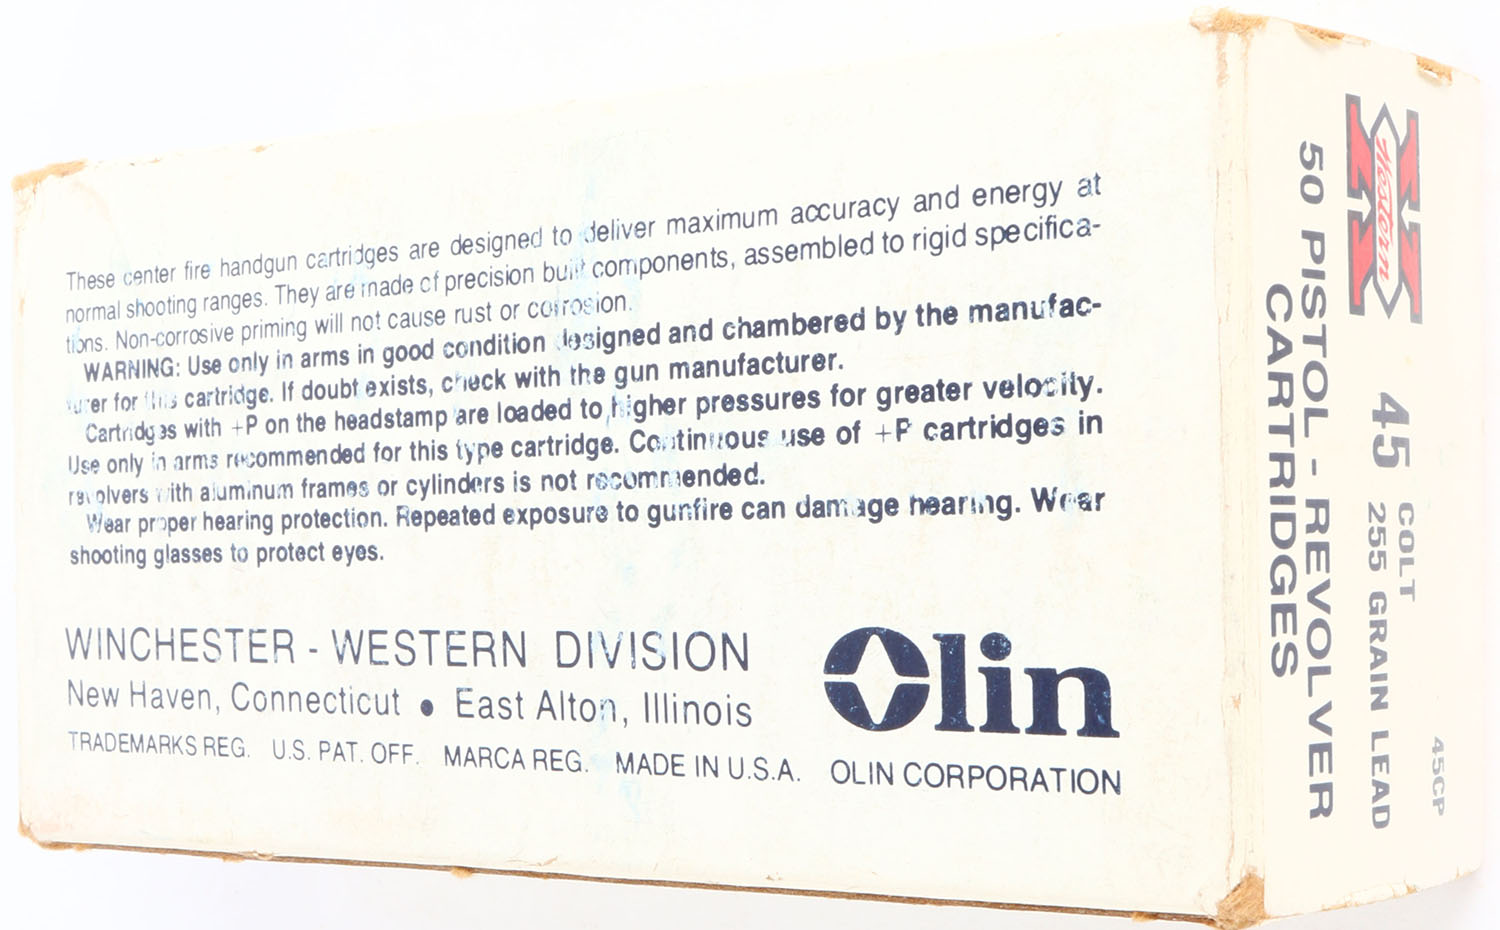 These center fire handgun cartridges are designed to deliver maximum accuracy and energy at
normal shooting ranges. They are made of precision built components, assembled to rigid specifica-
tions. Non-corrosive priming will not cause rust or corrosion.
WARNING: Use only in arms in good condition designed and chambered by the manufac-
turer for this cartridge. If doubt exists, check with the gun manufacturer.
Cartridges with +P on the headstamp are loaded to higher pressures for greater velocity.
Use only in arms recommended for this type cartridge. Continuous use of +P cartridges in
revolvers with aluminum frames or cylinders is not recommended.
Wear proper hearing protection. Repeated exposure to gunfire can damage hearing. Wear
shooting glasses to protect eyes.
WINCHESTER - WESTERN DIVISION
New Haven, Connecticut • East Alton, Illinois
Olin
TRADEMARKS REG. U.S. PAT. OFF. MARCA REG. MADE IN U.S.A. OLIN CORPORATION
Western
X
45 COLT
255 GRAIN LEAD
45CP
50 PISTOL - REVOLVER
CARTRIDGES